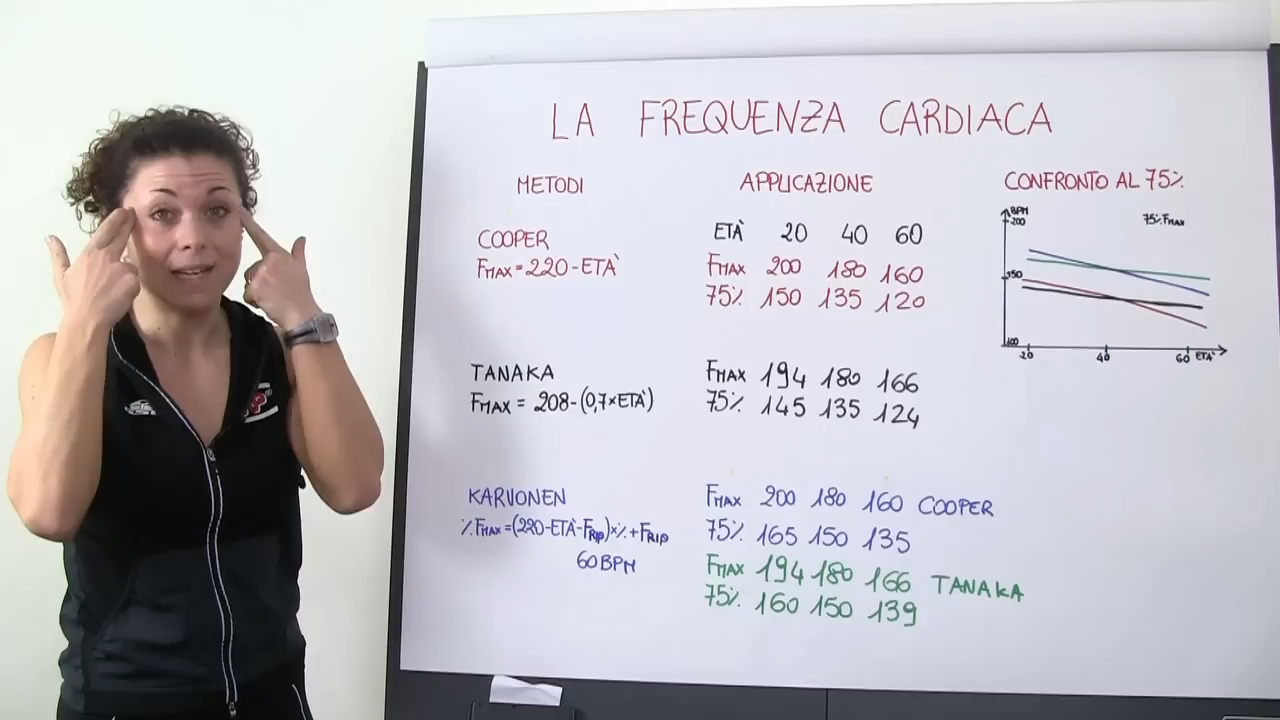 LA FREQUENZA CARDIACA
METODI
APPLICAZIONE
CONFRONTO AL 75%
COOPER
FMAX = 220 - ETÀ
ETÀ 20 40 60
FMAX 200 180 160
75% 150 135 120
BPM
200
75% FMAX
150
100
20 40 60 ETÀ
TANAKA
FMAX = 208 - (0,7×ETÀ)
FMAX 194 180 166
75% 145 135 124
KARVONEN
% FMAX = (220-ETÀ-FRIP)×% + FRIP
60 BPM
FMAX 200 180 160 COOPER
75% 165 150 135
FMAX 194 180 166 TANAKA
75% 160 150 139